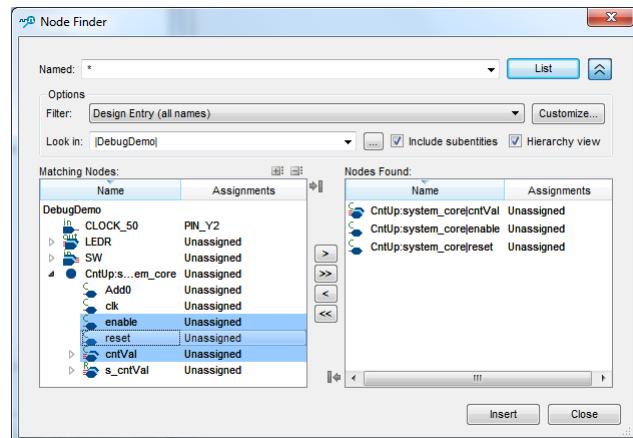 Node Finder
Named: * List
Options
Filter: Design Entry (all names) Customize...
Look in: |DebugDemo| ... Include subentities Hierarchy view
Matching Nodes:
Name Assignments
DebugDemo
CLOCK_50 PIN_Y2
LEDR Unassigned
SW Unassigned
CntUp:s...em_core Unassigned
Add0 Unassigned
clk Unassigned
enable Unassigned
reset Unassigned
cntVal Unassigned
s_cntVal Unassigned
>
>>
<
<<
Nodes Found:
Name Assignments
CntUp:system_core|cntVal Unassigned
CntUp:system_core|enable Unassigned
CntUp:system_core|reset Unassigned
Insert Close